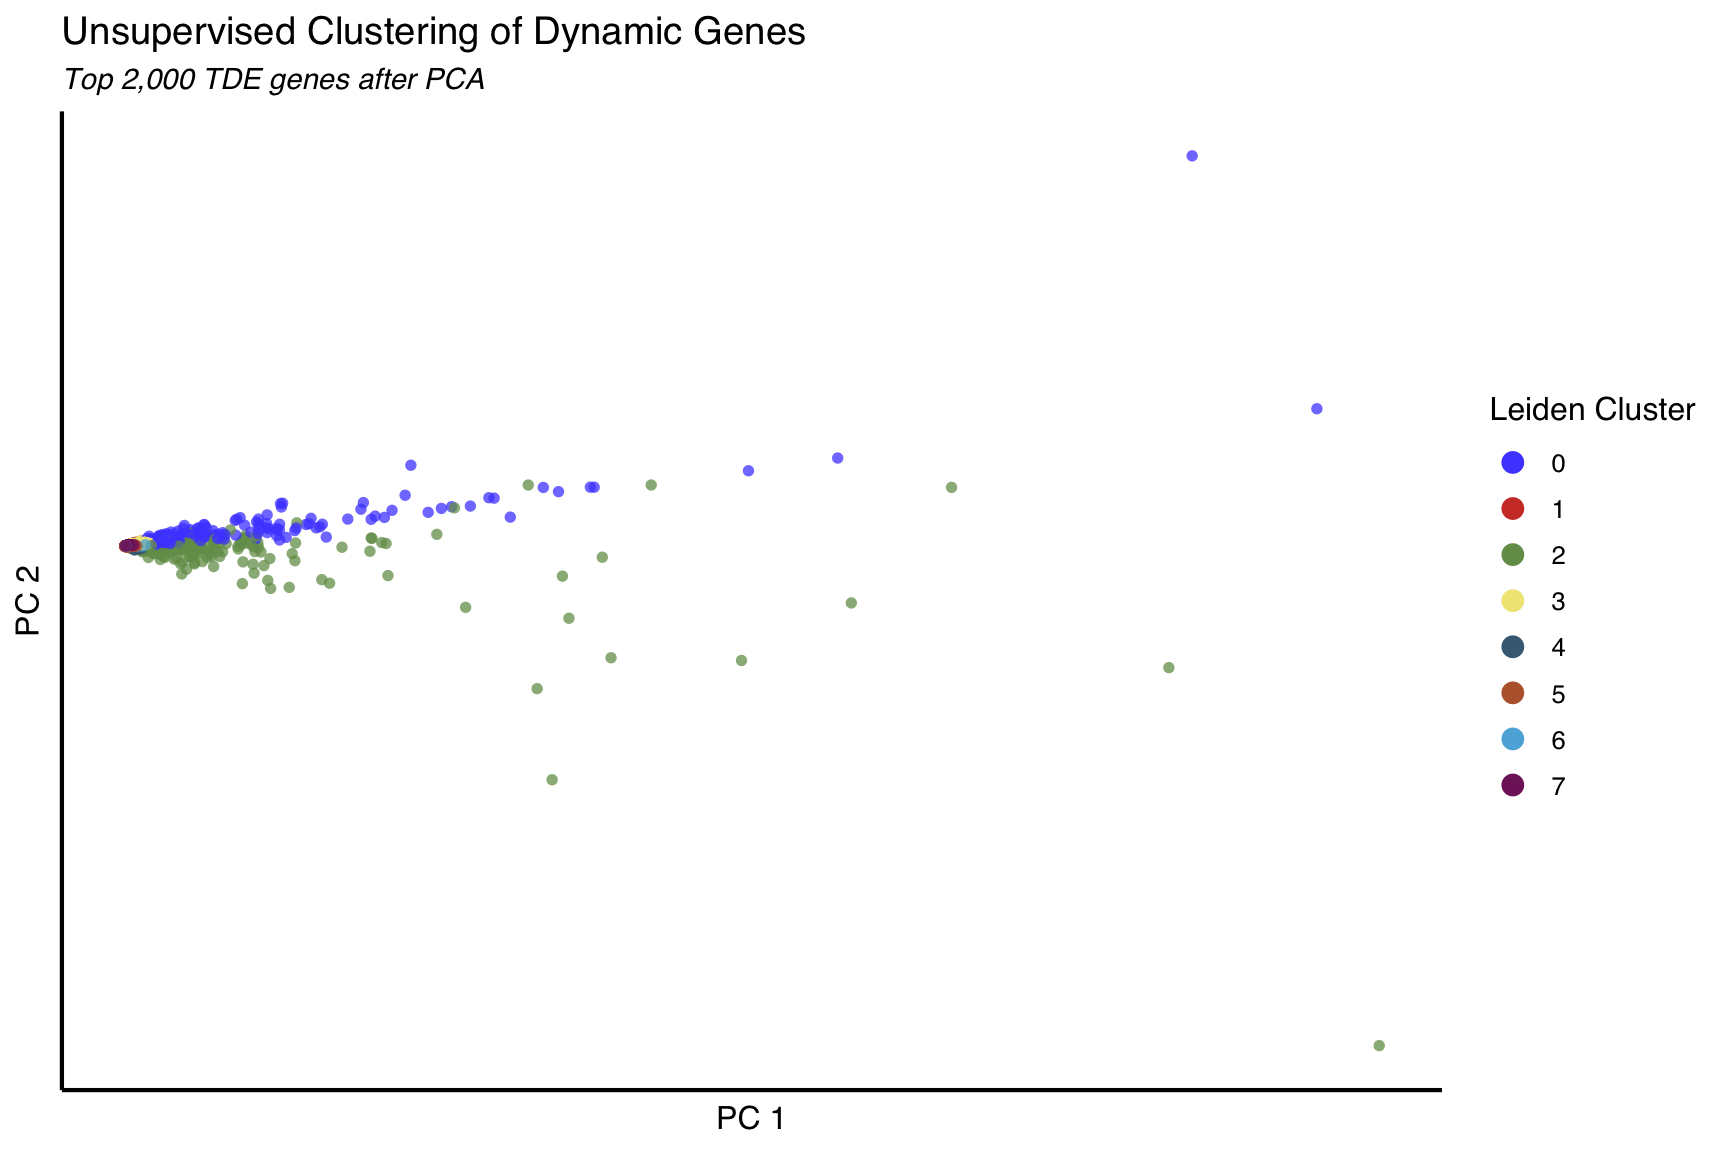 Unsupervised Clustering of Dynamic Genes
Top 2,000 TDE genes after PCA
PC 2
PC 1
Leiden Cluster
0
1
2
3
4
5
6
7